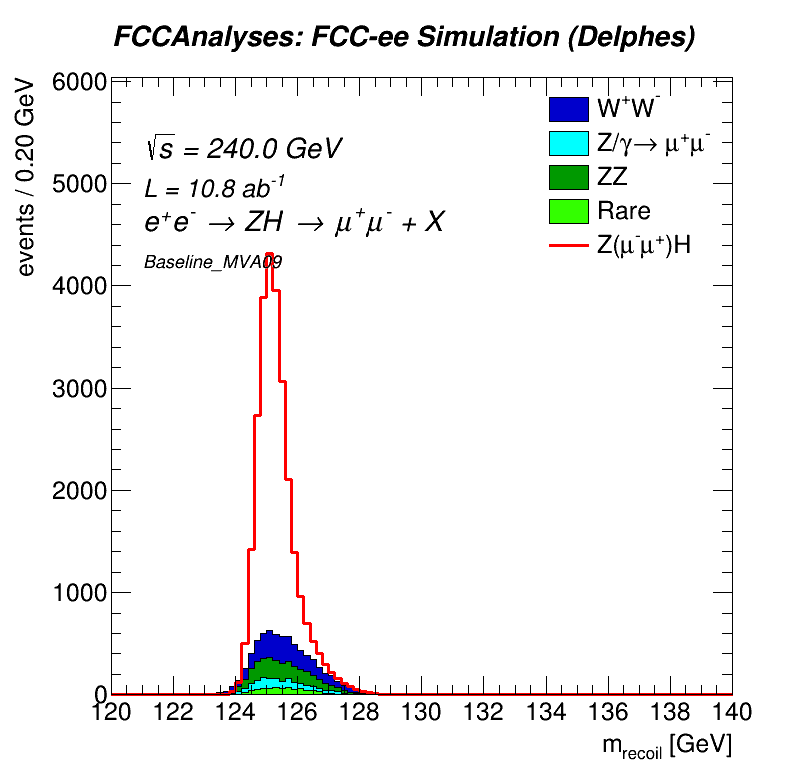 FCCAnalyses: FCC-ee Simulation (Delphes)
events / 0.20 GeV
6000
5000
4000
3000
2000
1000
0
√s = 240.0 GeV
L = 10.8 ab⁻¹
e⁺e⁻ → ZH → μ⁺μ⁻ + X
Baseline_MVA09
W⁺W⁻
Z/γ→ μ⁺μ⁻
ZZ
Rare
Z(μ⁻μ⁺)H
120 122 124 126 128 130 132 134 136 138 140
m_recoil [GeV]